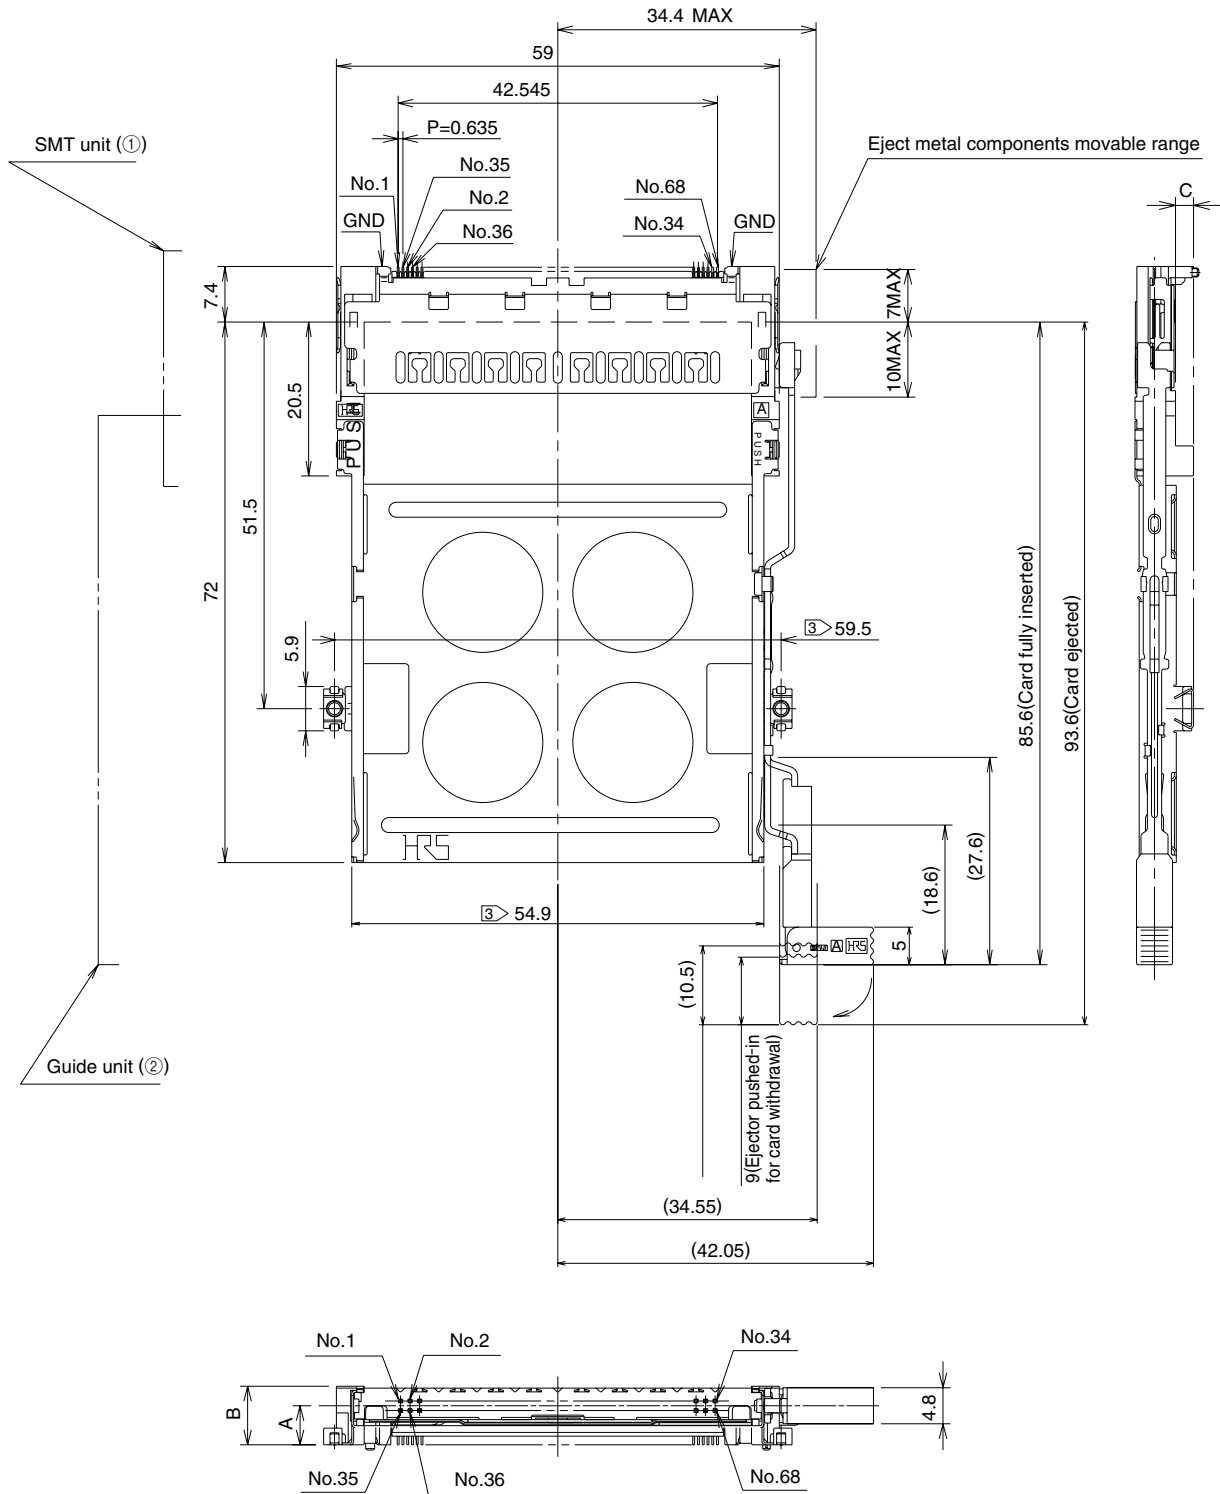 34.4 MAX
59
42.545
P=0.635
SMT unit (①)
Eject metal components movable range
No.35
No.1
No.68
C
No.2
GND
No.34
GND
No.36
7.4
7MAX
10MAX
20.5
HRS
A
PUSH
PUSH
51.5
72
5.9
3 59.5
85.6(Card fully inserted)
93.6(Card ejected)
HRS
(27.6)
(18.6)
3 54.9
A HRS
5
(10.5)
9(Ejector pushed-in
for card withdrawal)
Guide unit (②)
(34.55)
(42.05)
No.1
No.2
No.34
B
A
4.8
No.35
No.36
No.68